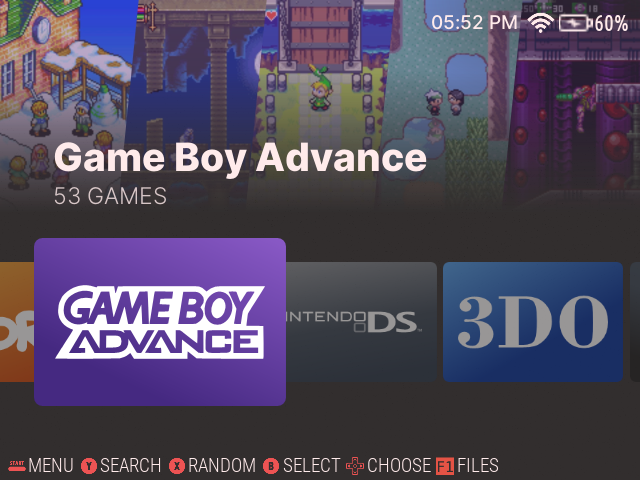 05:52 PM 60%
Game Boy Advance
53 GAMES
GAME BOY
ADVANCE
NINTENDO DS
3DO
START MENU Y SEARCH X RANDOM B SELECT CHOOSE F1 FILES